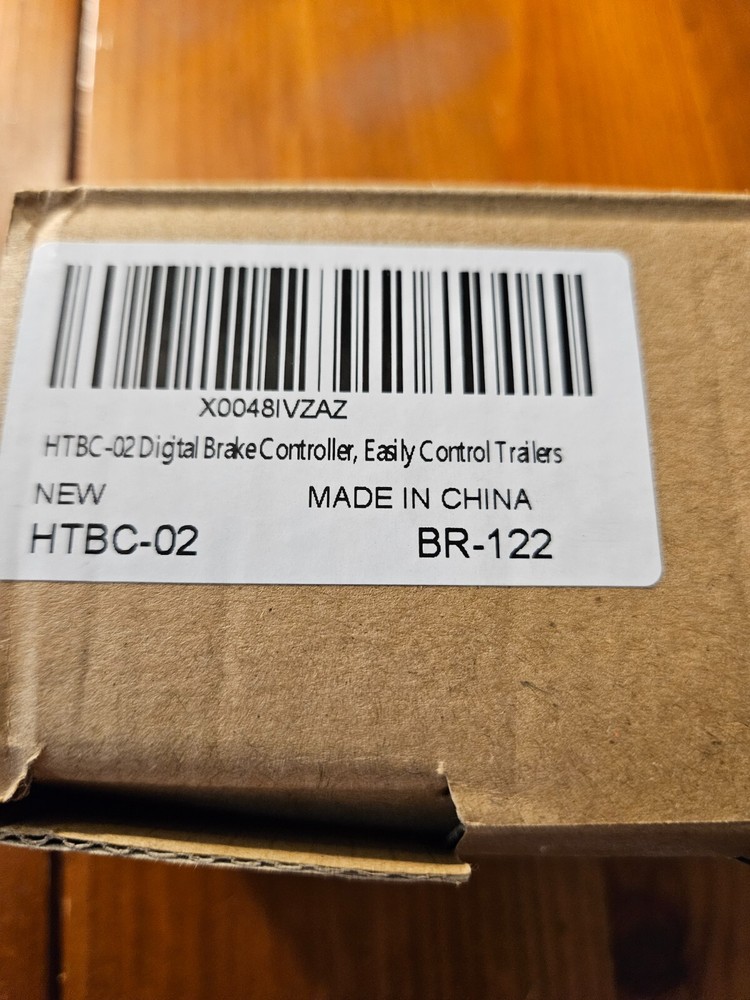 X0048IVZAZ
HTBC-02 Digital Brake Controller, Easily Control Trailers
NEW MADE IN CHINA
HTBC-02 BR-122